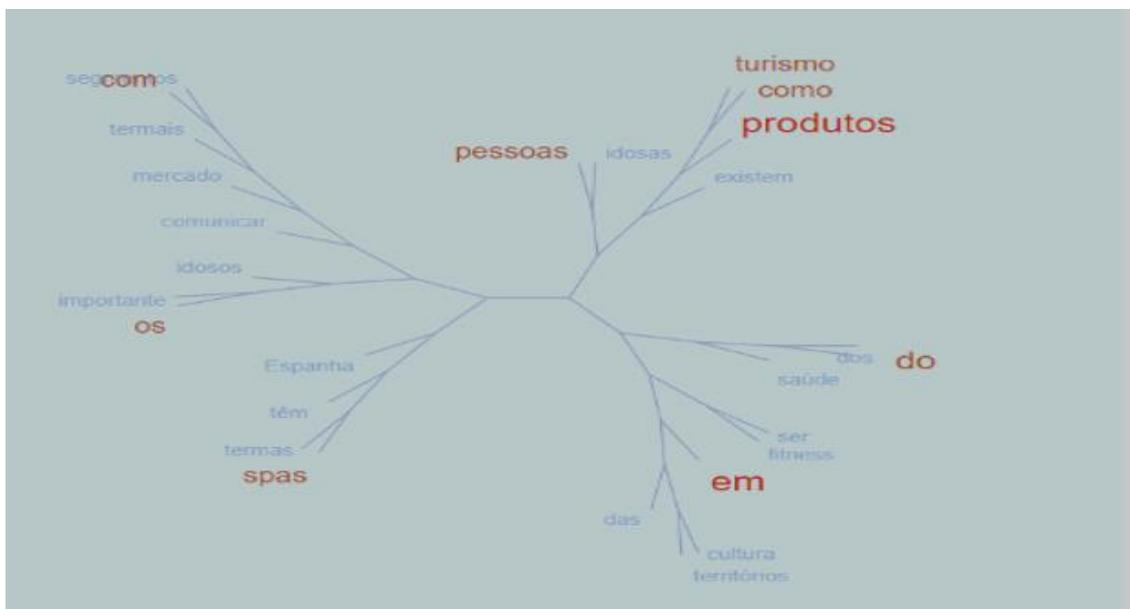 turismo
como
produtos
existem
pessoas
idosas
segmentos
com
termais
mercado
comunicar
idosos
importante
os
Espanha
têm
termas
spas
dos
do
saúde
ser
fitness
em
das
cultura
territórios